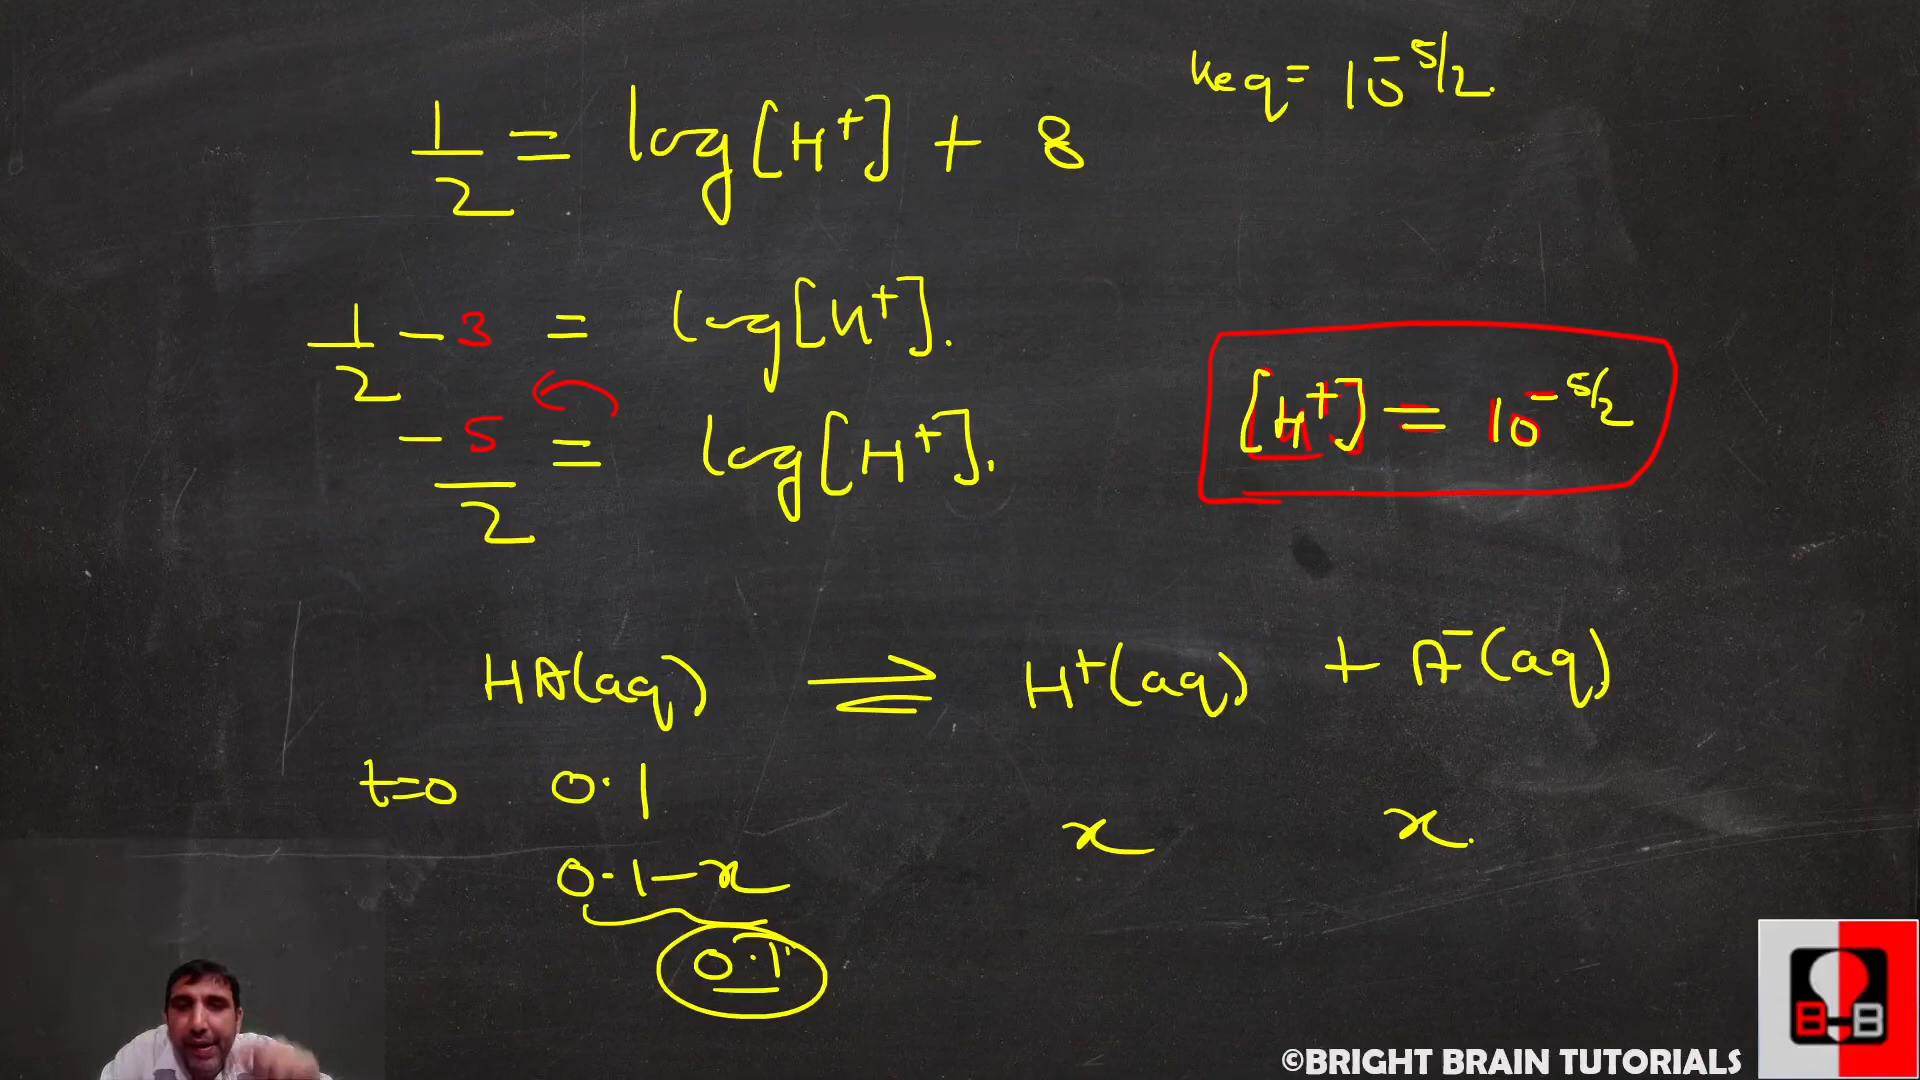 Keq = 10^-5/2.
1/2 = log[H⁺] + 8
1/2 - 3 = log[H⁺].
-5/2 = log[H⁺].
[H⁺] = 10^-5/2
HA(aq) ⇌ H⁺(aq) + A⁻(aq)
t=0 0.1
0.1-x x x.
0.1
B B
©BRIGHT BRAIN TUTORIALS